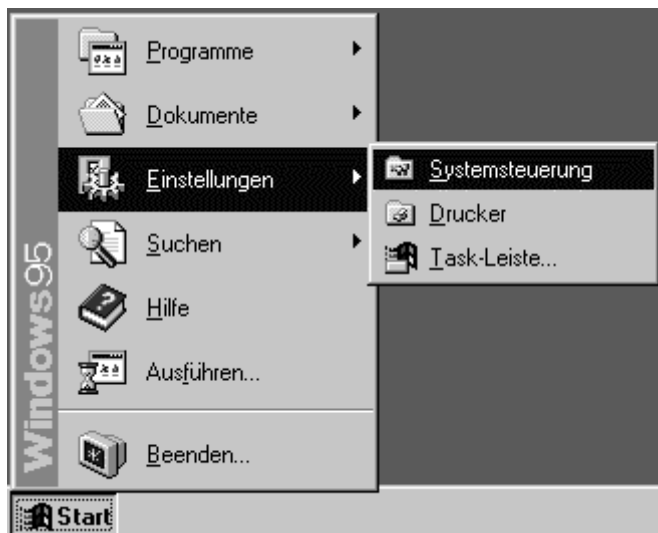 Programme
Dokumente
Einstellungen
Systemsteuerung
Drucker
Task-Leiste...
Suchen
Hilfe
Ausführen...
Beenden...
Windows95
Start